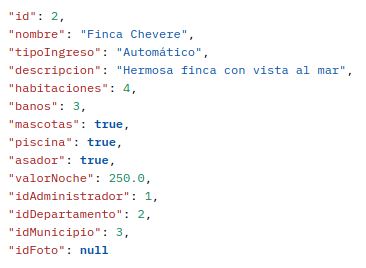 "id": 2,
"nombre": "Finca Chevere",
"tipoIngreso": "Automático",
"descripcion": "Hermosa finca con vista al mar",
"habitaciones": 4,
"banos": 3,
"mascotas": true,
"piscina": true,
"asador": true,
"valorNoche": 250.0,
"idAdministrador": 1,
"idDepartamento": 2,
"idMunicipio": 3,
"idFoto": null